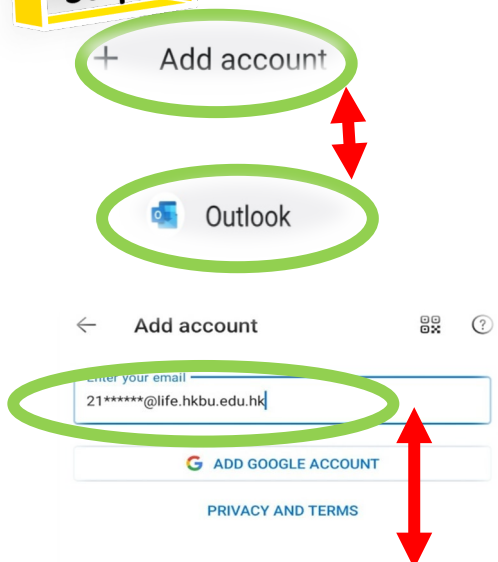 + Add account
Outlook
Add account
Enter your email
21******@life.hkbu.edu.hk
G ADD GOOGLE ACCOUNT
PRIVACY AND TERMS